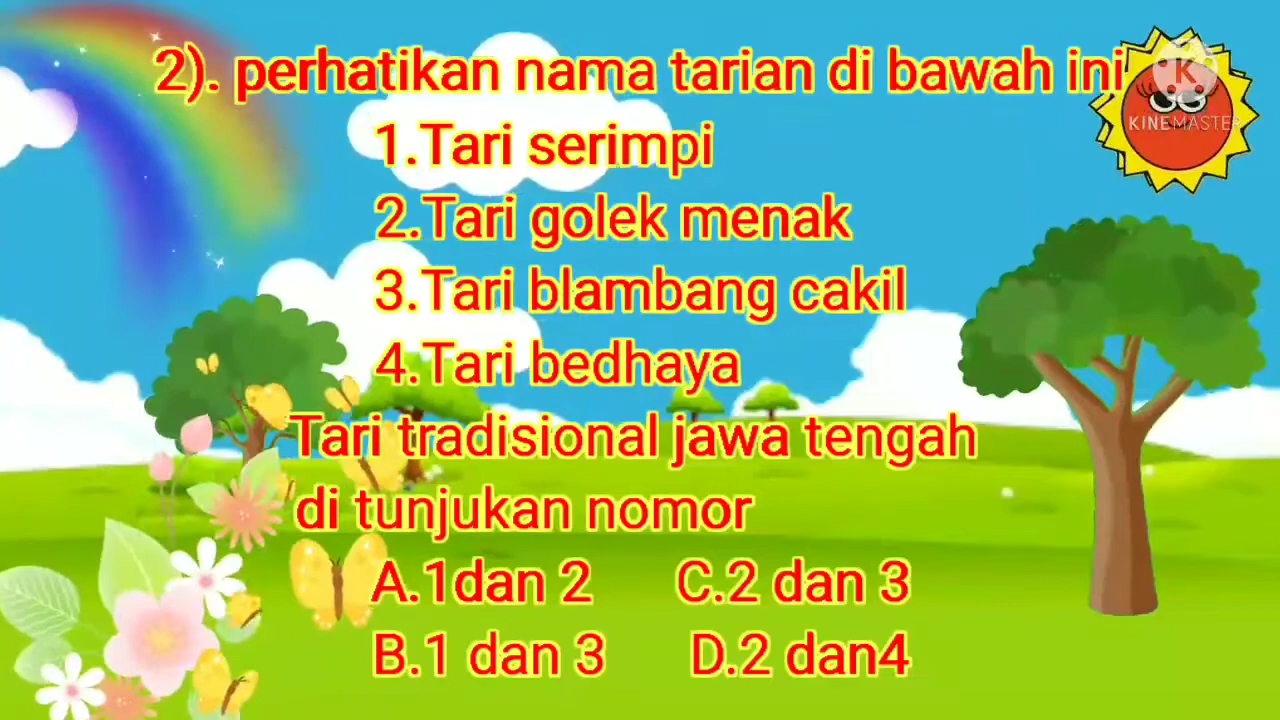 2). perhatikan nama tarian di bawah ini
KINEMASTER
1.Tari serimpi
2.Tari golek menak
3.Tari blambang cakil
4.Tari bedhaya
Tari tradisional jawa tengah
di tunjukan nomor
A.1dan 2 C.2 dan 3
B.1 dan 3 D.2 dan4